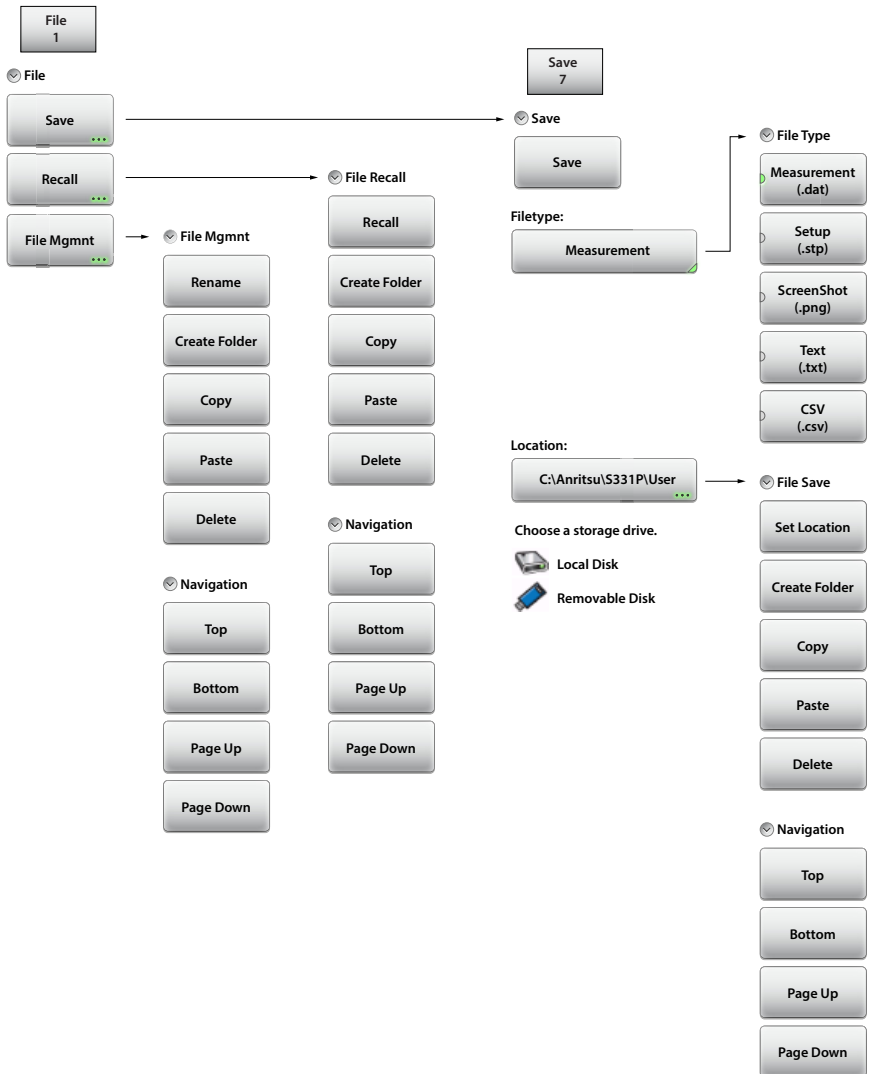 File
1
File
Save
Recall
File Mgmnt
File Mgmnt
Rename
Create Folder
Copy
Paste
Delete
Navigation
Top
Bottom
Page Up
Page Down
File Recall
Recall
Create Folder
Copy
Paste
Delete
Navigation
Top
Bottom
Page Up
Page Down
Save
7
Save
Save
Filetype:
Measurement
Location:
C:\Anritsu\S331P\User
Choose a storage drive.
Local Disk
Removable Disk
File Type
Measurement
(.dat)
Setup
(.stp)
ScreenShot
(.png)
Text
(.txt)
CSV
(.csv)
File Save
Set Location
Create Folder
Copy
Paste
Delete
Navigation
Top
Bottom
Page Up
Page Down